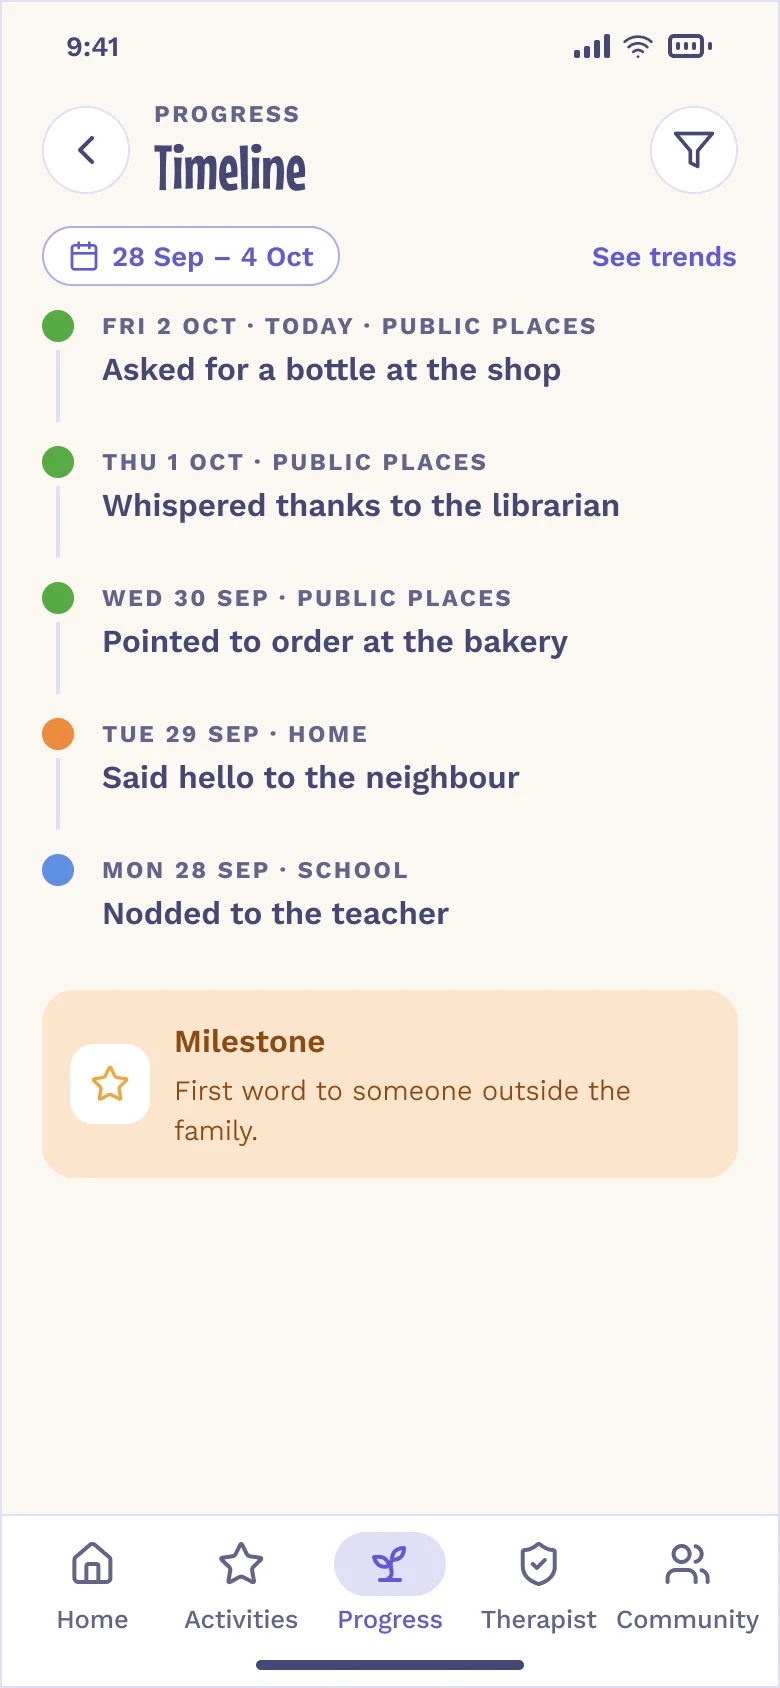 9:41
PROGRESS
Timeline
28 Sep – 4 Oct
See trends
FRI 2 OCT · TODAY · PUBLIC PLACES
Asked for a bottle at the shop
THU 1 OCT · PUBLIC PLACES
Whispered thanks to the librarian
WED 30 SEP · PUBLIC PLACES
Pointed to order at the bakery
TUE 29 SEP · HOME
Said hello to the neighbour
MON 28 SEP · SCHOOL
Nodded to the teacher
Milestone
First word to someone outside the
family.
Home
Activities
Progress
Therapist
Community